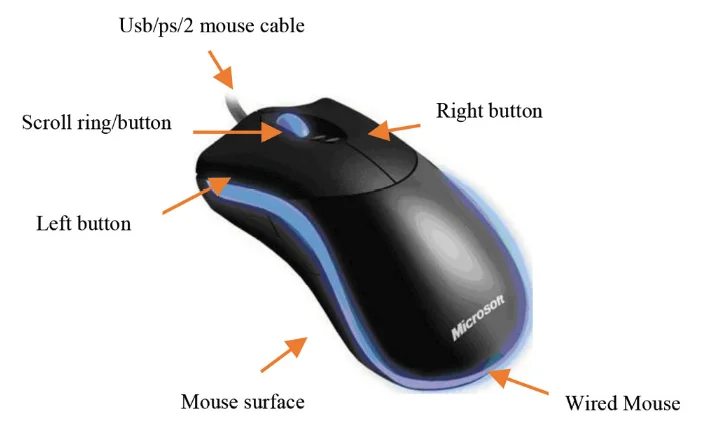 Usb/ps/2 mouse cable
Scroll ring/button
Right button
Left button
Microsoft
Mouse surface
Wired Mouse